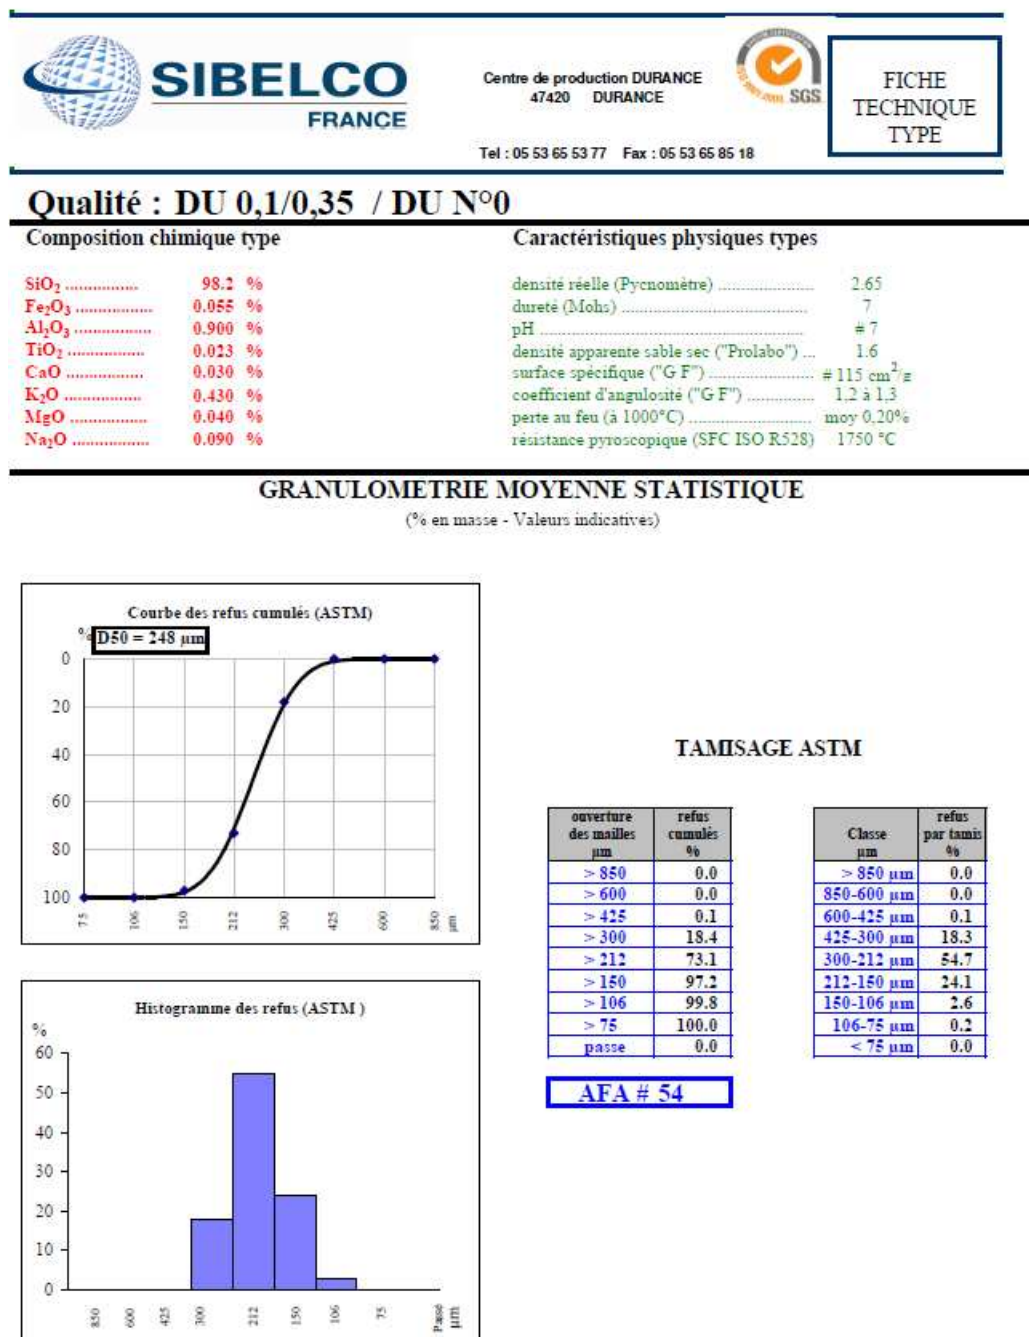 SIBELCO
FRANCE
Centre de production DURANCE
47420 DURANCE
Tel : 05 53 65 53 77 Fax : 05 53 65 85 18
SGS
FICHE
TECHNIQUE
TYPE
Qualité : DU 0,1/0,35 / DU N°0
Composition chimique type
SiO2 ................ 98.2 %
Fe2O3 ................. 0.055 %
Al2O3 ................. 0.900 %
TiO2 ................. 0.023 %
CaO ................. 0.030 %
K2O ................. 0.430 %
MgO ................. 0.040 %
Na2O ................. 0.090 %
Caractéristiques physiques types
densité réelle (Pycnomètre) ..................... 2.65
dureté (Mohs) ......................................... 7
pH .......................................................... # 7
densité apparente sable sec ("Prolabo") ... 1.6
surface spécifique ("G F") ....................... # 115 cm²/g
coefficient d'angulosité ("G F") ............... 1,2 à 1,3
perte au feu (à 1000°C) ........................... moy 0,20%
résistance pyroscopique (SFC ISO R528) 1750 °C
GRANULOMETRIE MOYENNE STATISTIQUE
(% en masse - Valeurs indicatives)
Courbe des refus cumulés (ASTM)
%
D50 = 248 µm
0
20
40
60
80
100
75 106 150 212 300 425 600 850 µm
TAMISAGE ASTM
ouverture des mailles µm refus cumulés %
> 850 0.0
> 600 0.0
> 425 0.1
> 300 18.4
> 212 73.1
> 150 97.2
> 106 99.8
> 75 100.0
passe 0.0
AFA # 54
Classe µm refus par tamis %
> 850 µm 0.0
850-600 µm 0.0
600-425 µm 0.1
425-300 µm 18.3
300-212 µm 54.7
212-150 µm 24.1
150-106 µm 2.6
106-75 µm 0.2
< 75 µm 0.0
Histogramme des refus (ASTM )
%
60
50
40
30
20
10
0
850 600 425 300 212 150 106 75 Passé µm